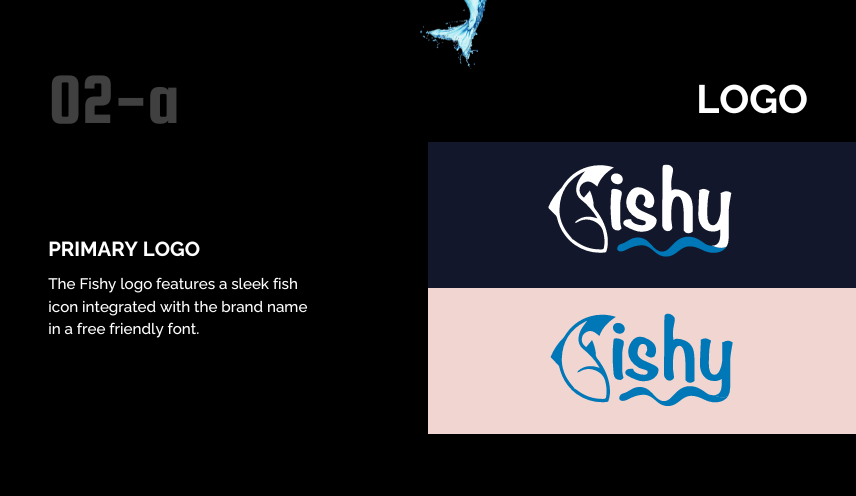 02-a
LOGO
fishy
PRIMARY LOGO
The Fishy logo features a sleek fish
icon integrated with the brand name
in a free friendly font.
fishy